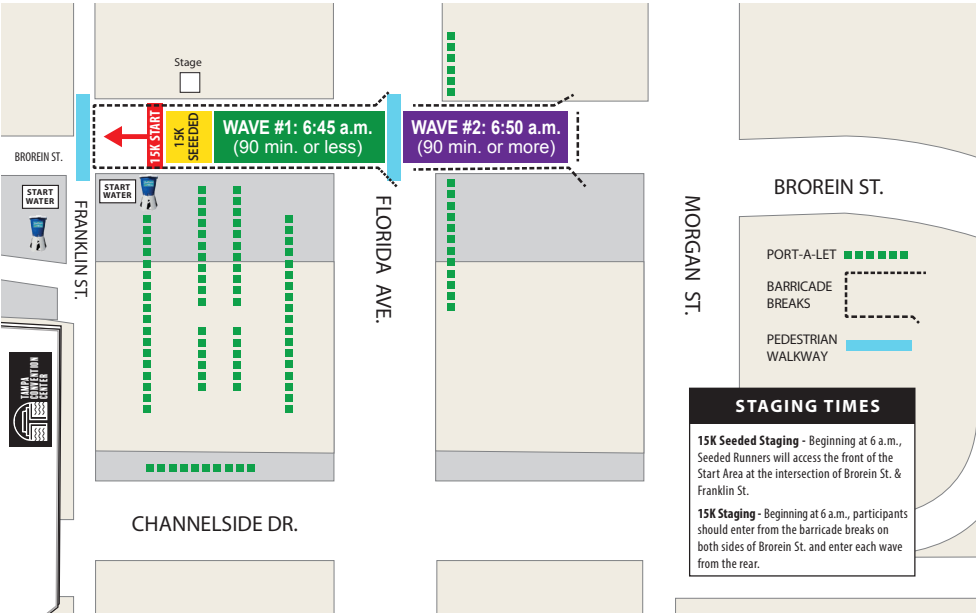 Stage
15K START
15K
SEEEDED
WAVE #1: 6:45 a.m.
(90 min. or less)
WAVE #2: 6:50 a.m.
(90 min. or more)
BROREIN ST.
START
WATER
START
WATER
FRANKLIN ST.
FLORIDA AVE.
MORGAN ST.
BROREIN ST.
PORT-A-LET
BARRICADE
BREAKS
PEDESTRIAN
WALKWAY
TAMPA
CONVENTION
CENTER
STAGING TIMES
15K Seeded Staging - Beginning at 6 a.m.,
Seeded Runners will access the front of the
Start Area at the intersection of Brorein St. &
Franklin St.
15K Staging - Beginning at 6 a.m., participants
should enter from the barricade breaks on
both sides of Brorein St. and enter each wave
from the rear.
CHANNELSIDE DR.